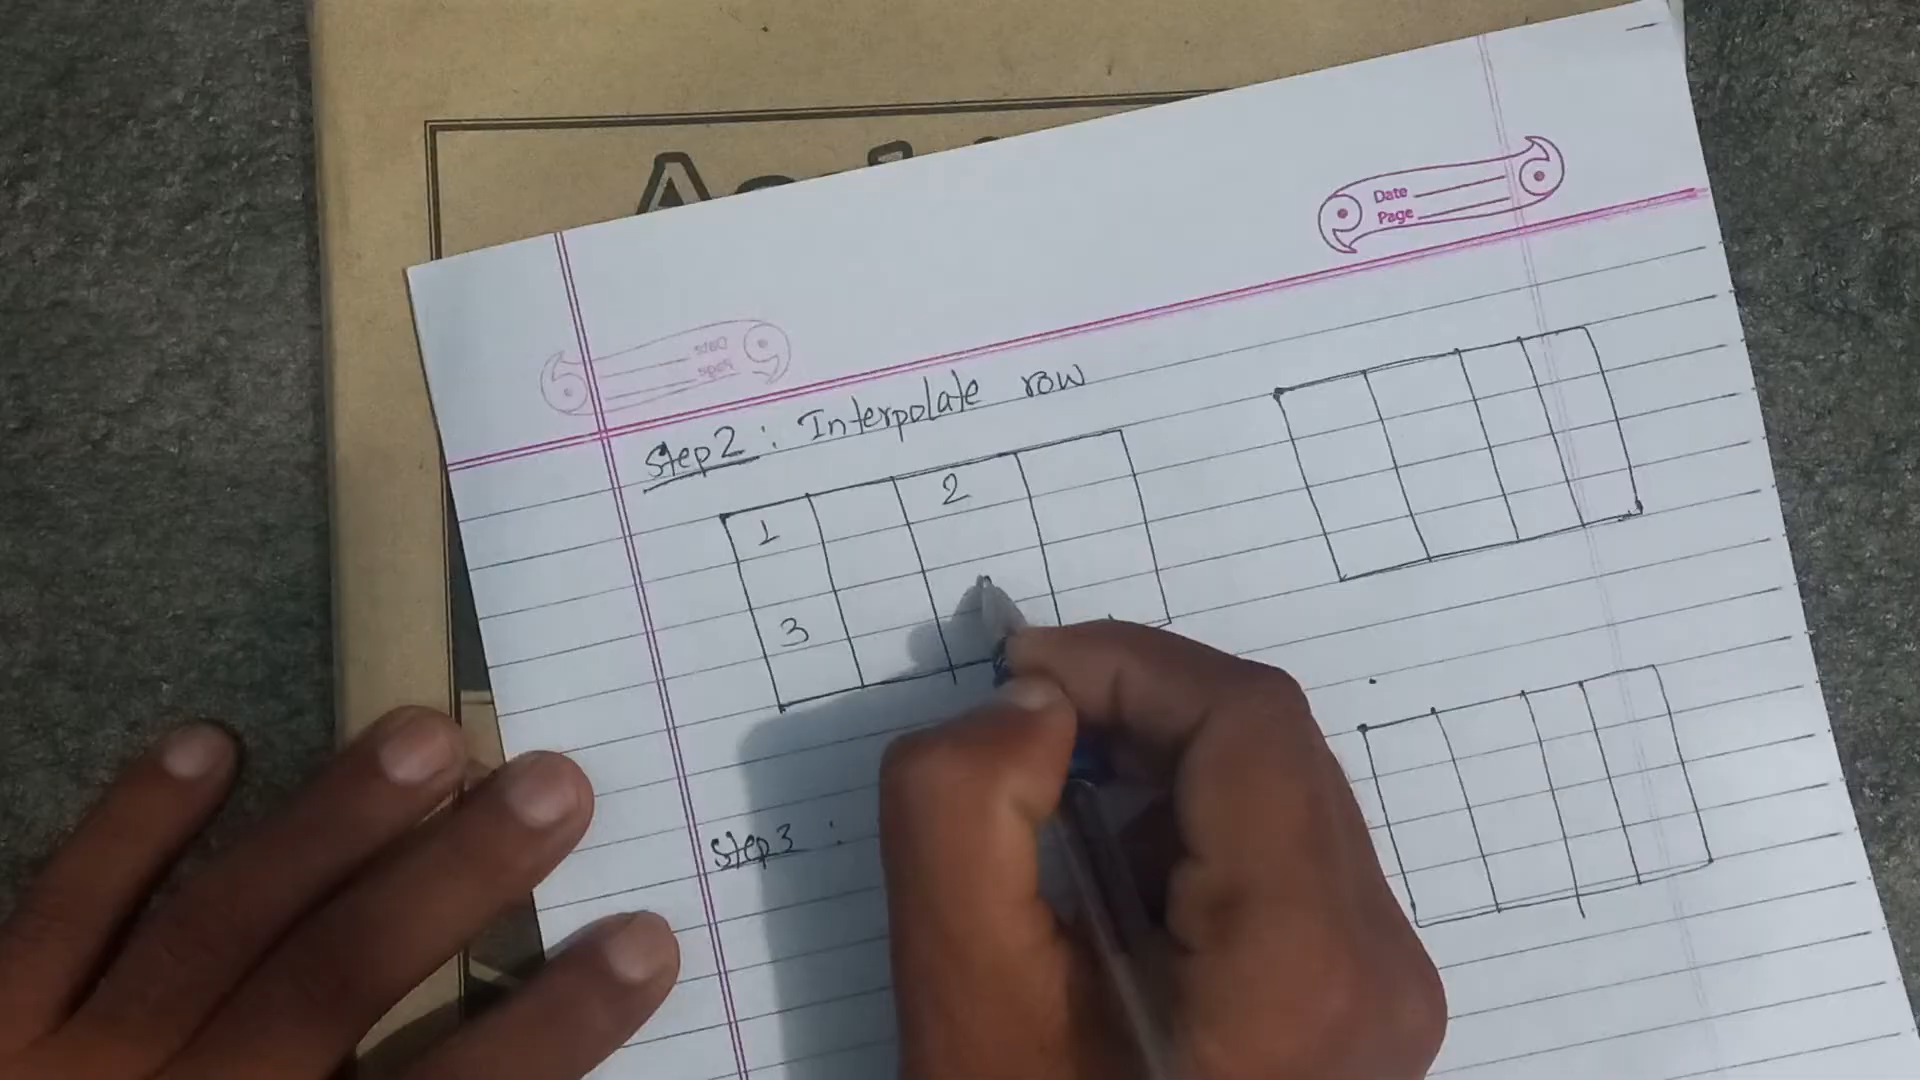 Date
Page
Step 2 : Interpolate row
1 2
3
Step 3 :